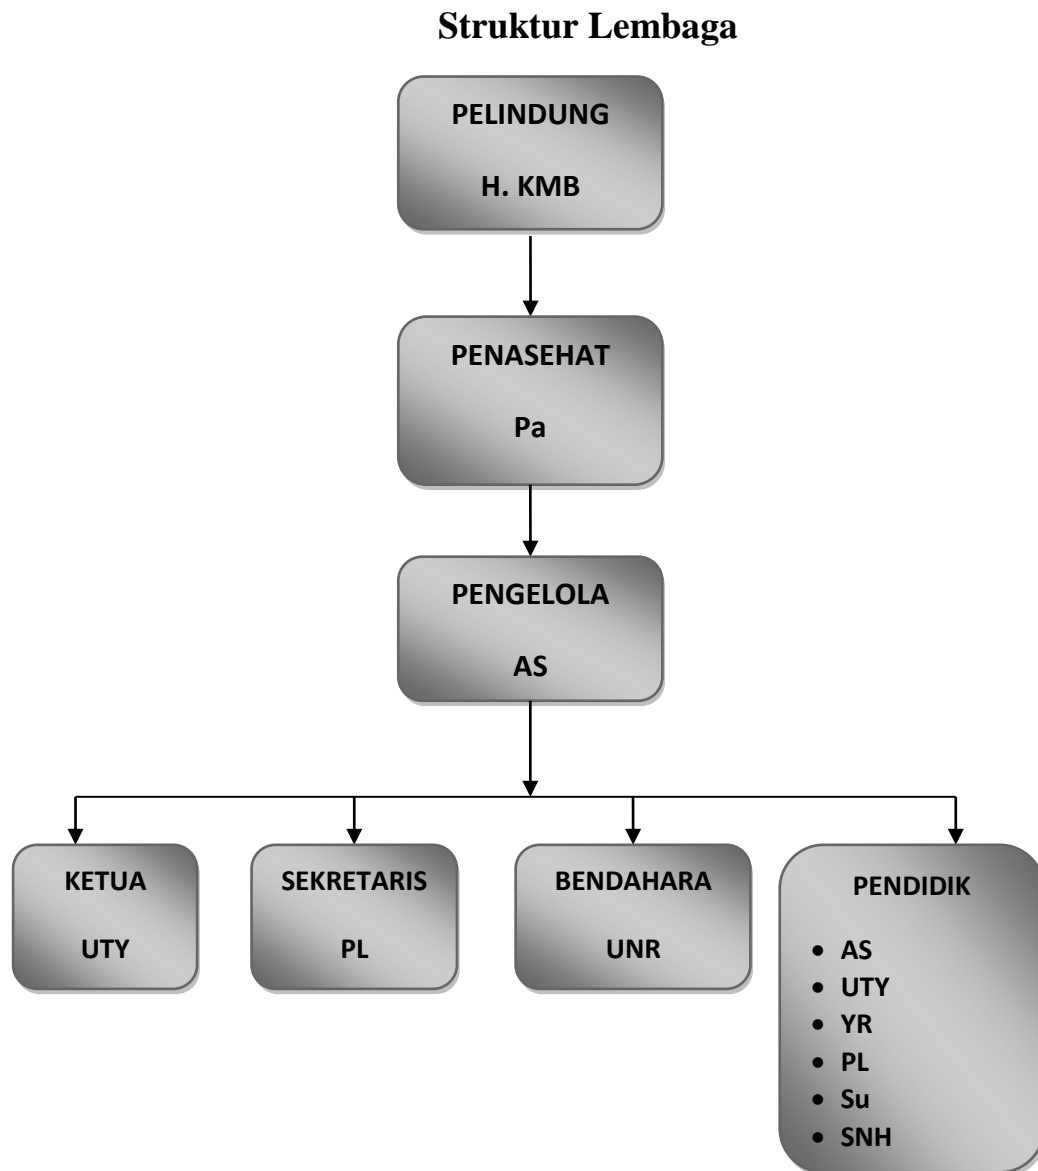 Struktur Lembaga
PELINDUNG
H. KMB
PENASEHAT
Pa
PENGELOLA
AS
KETUA
UTY
SEKRETARIS
PL
BENDAHARA
UNR
PENDIDIK
• AS
• UTY
• YR
• PL
• Su
• SNH